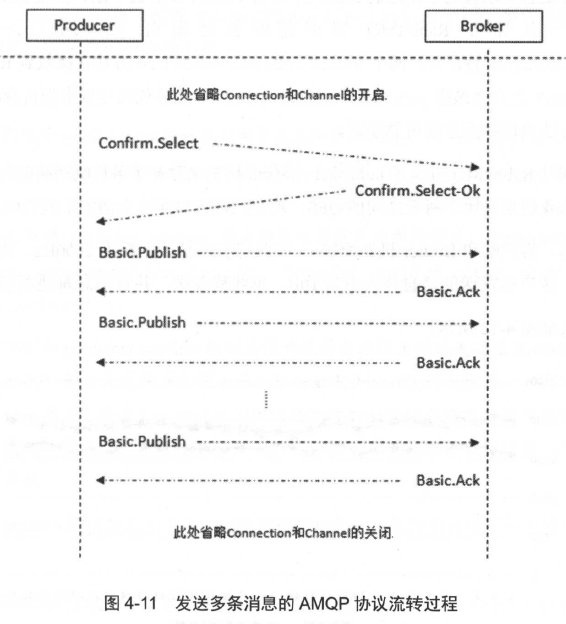 Producer
Broker
此处省略Connection和Channel的开启.
Confirm.Select
Confirm.Select-Ok
Basic.Publish
Basic.Ack
Basic.Publish
Basic.Ack
Basic.Publish
Basic.Ack
此处省略Connection和Channel的关闭.
图 4-11 发送多条消息的 AMQP 协议流转过程